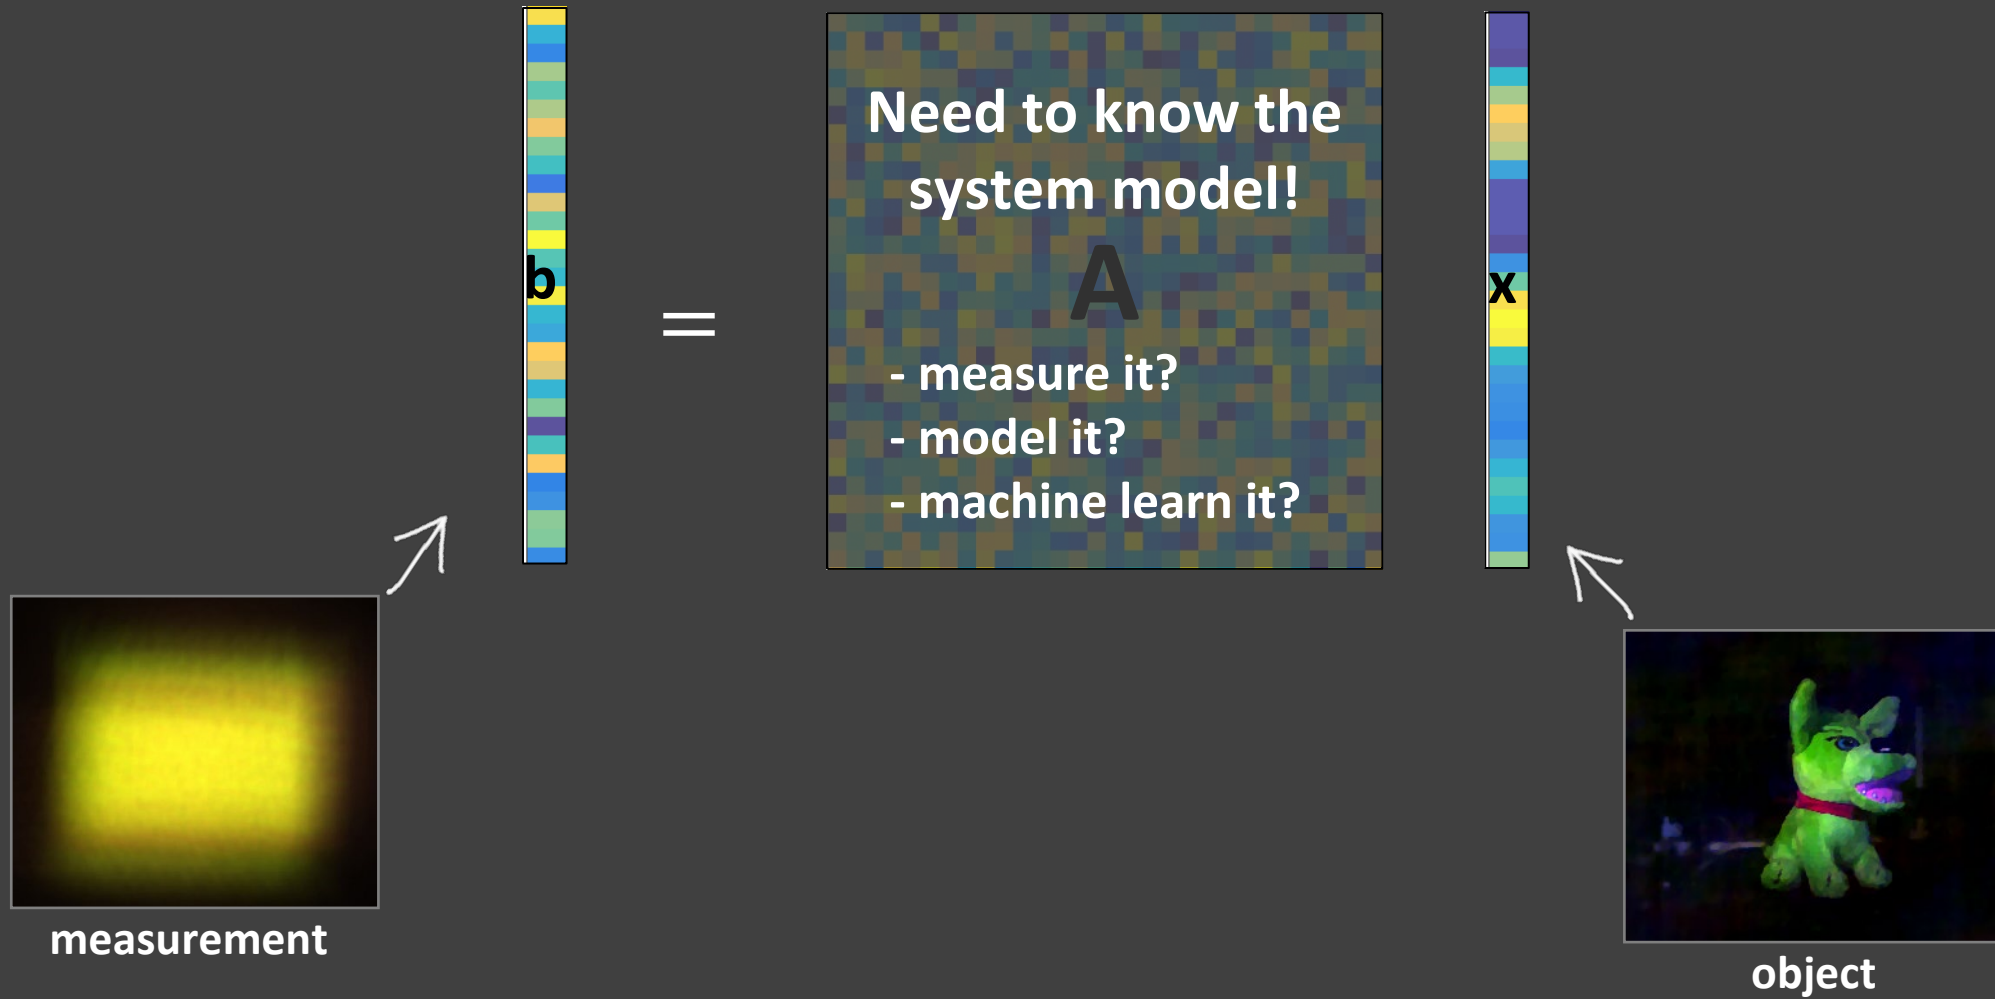 b
=
Need to know the
system model!
A
- measure it?
- model it?
- machine learn it?
x
measurement
object